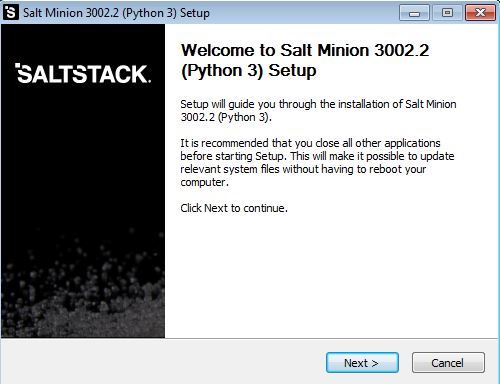 Salt Minion 3002.2 (Python 3) Setup
SALTSTACK.
Welcome to Salt Minion 3002.2
(Python 3) Setup
Setup will guide you through the installation of Salt Minion
3002.2 (Python 3).
It is recommended that you close all other applications
before starting Setup. This will make it possible to update
relevant system files without having to reboot your
computer.
Click Next to continue.
Next >
Cancel